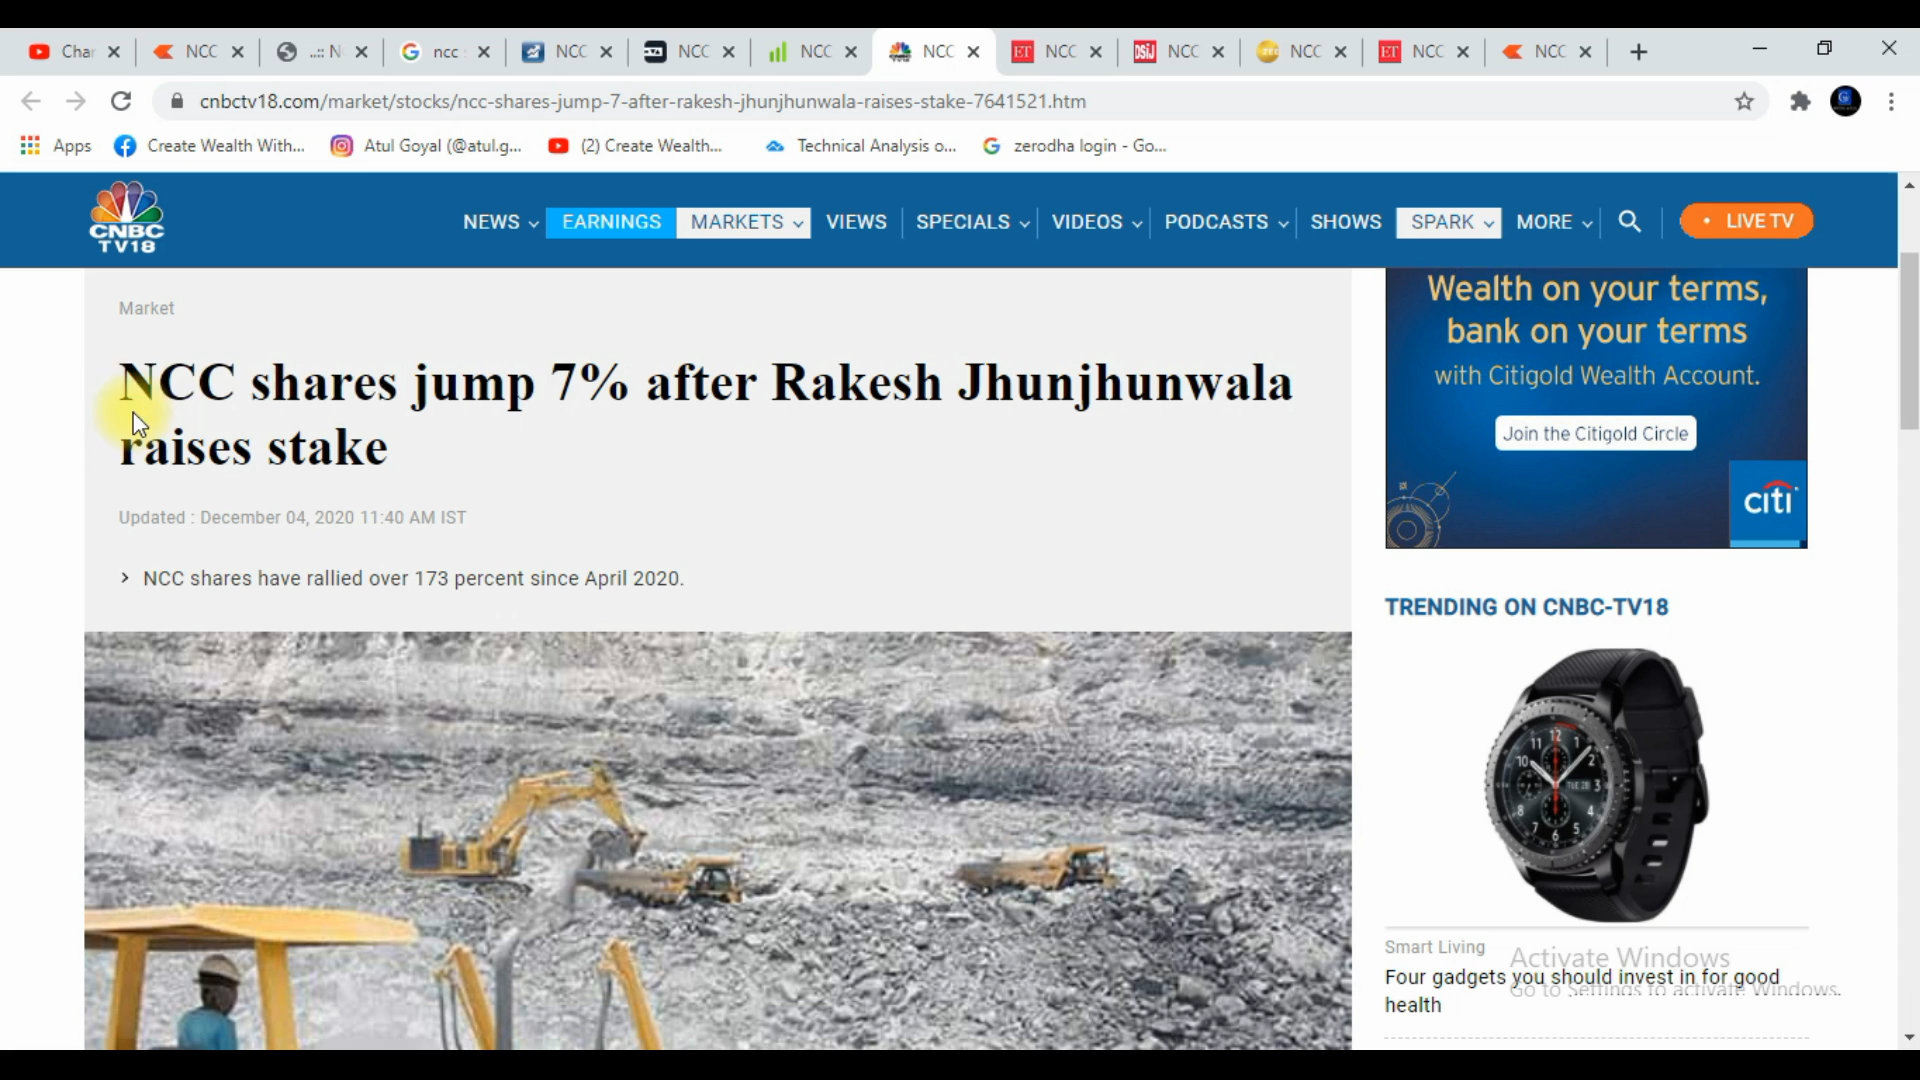 Char
NCC
..:: N
ncc
NCC
NCC
NCC
NCC
NCC
NCC
NCC
NCC
NCC
cnbctv18.com/market/stocks/ncc-shares-jump-7-after-rakesh-jhunjhunwala-raises-stake-7641521.htm
Apps
Create Wealth With...
Atul Goyal (@atul.g...
(2) Create Wealth...
Technical Analysis o...
zerodha login - Go...
CNBC
TV18
NEWS
EARNINGS
MARKETS
VIEWS
SPECIALS
VIDEOS
PODCASTS
SHOWS
SPARK
MORE
LIVE TV
Market
NCC shares jump 7% after Rakesh Jhunjhunwala
raises stake
Updated : December 04, 2020 11:40 AM IST
NCC shares have rallied over 173 percent since April 2020.
Wealth on your terms,
bank on your terms
with Citigold Wealth Account.
Join the Citigold Circle
citi
TRENDING ON CNBC-TV18
Smart Living
Four gadgets you should invest in for good
health
Activate Windows
Go to Settings to activate Windows.